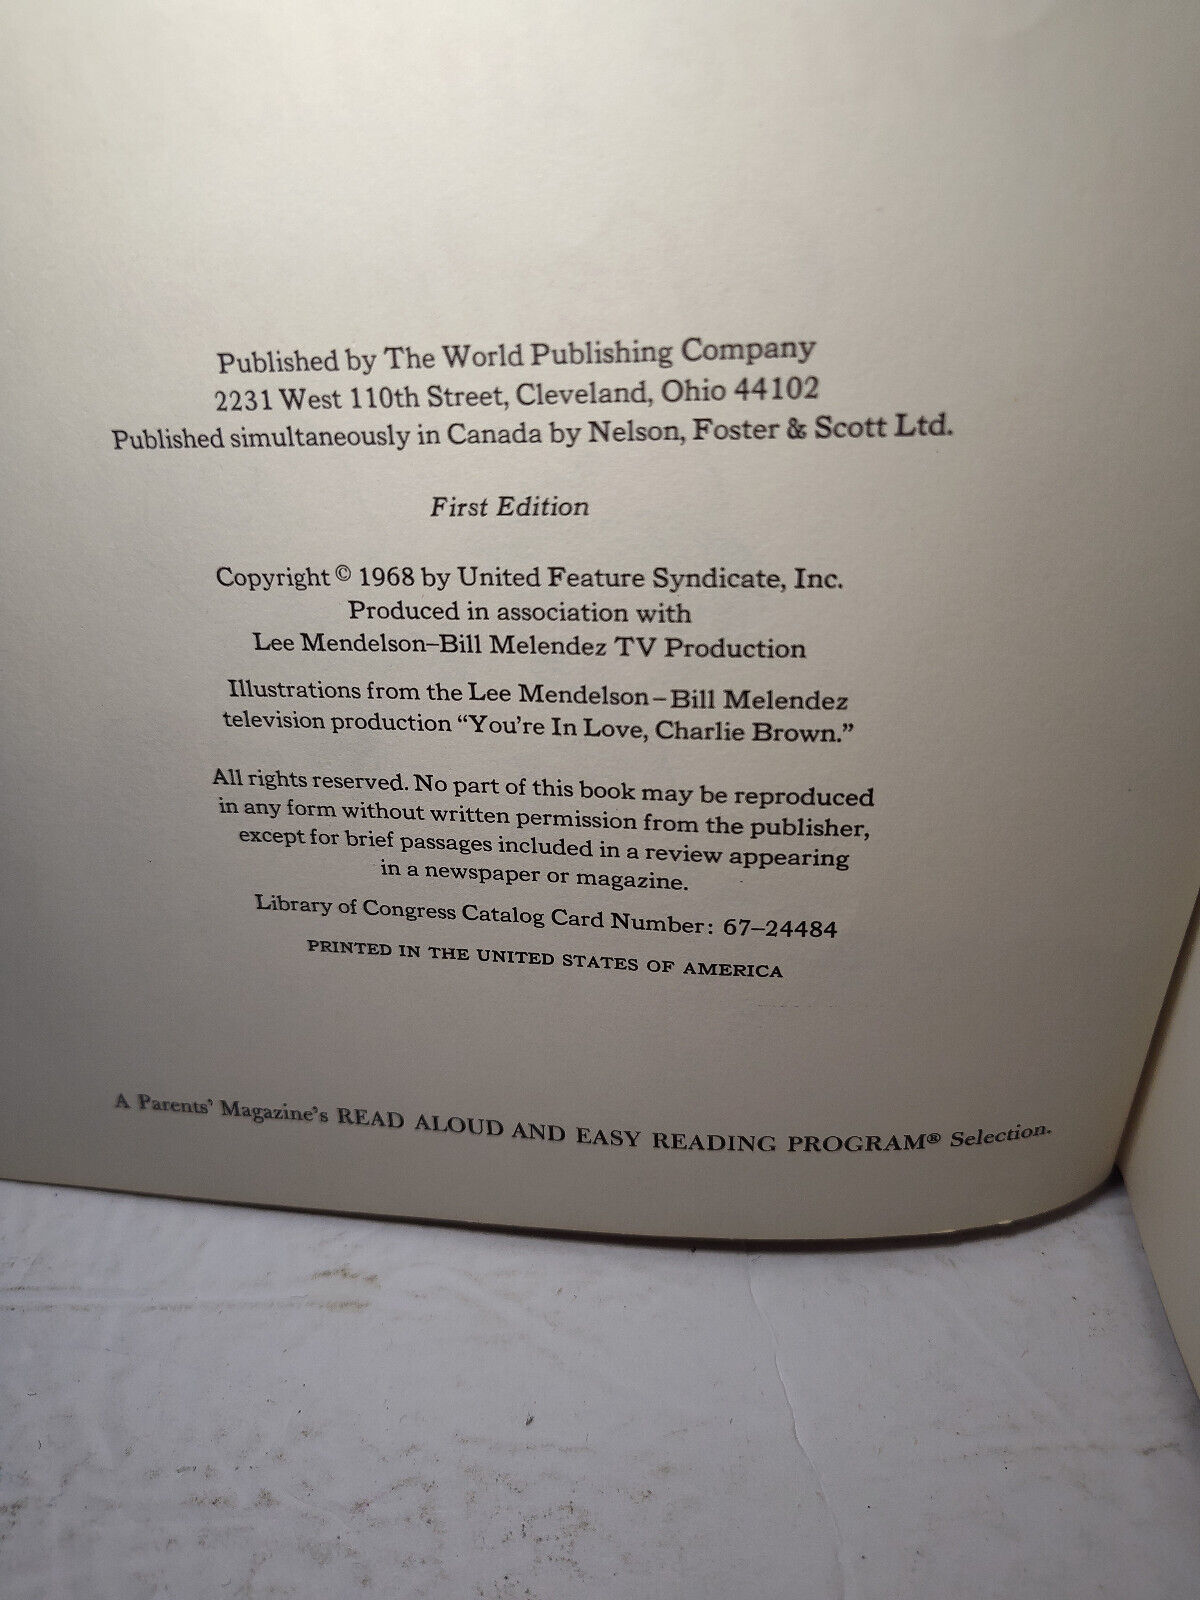 Published by The World Publishing Company
2231 West 110th Street, Cleveland, Ohio 44102
Published simultaneously in Canada by Nelson, Foster & Scott Ltd.
First Edition
Copyright © 1968 by United Feature Syndicate, Inc.
Produced in association with
Lee Mendelson–Bill Melendez TV Production
Illustrations from the Lee Mendelson–Bill Melendez
television production “You're In Love, Charlie Brown.”
All rights reserved. No part of this book may be reproduced
in any form without written permission from the publisher,
except for brief passages included in a review appearing
in a newspaper or magazine.
Library of Congress Catalog Card Number: 67–24484
PRINTED IN THE UNITED STATES OF AMERICA
A Parents' Magazine's READ ALOUD AND EASY READING PROGRAM® Selection.